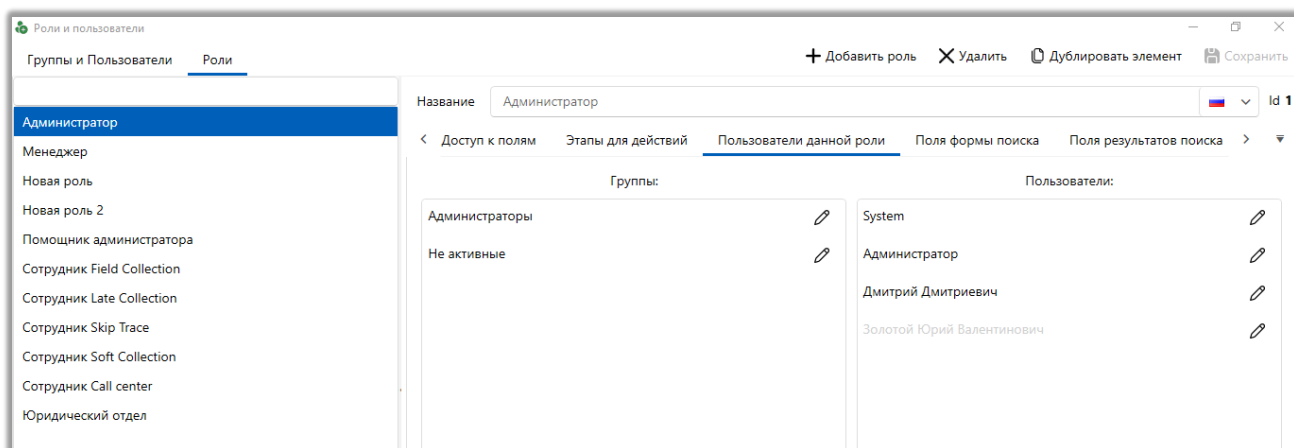 Роли и пользователи
Группы и Пользователи Роли
Добавить роль Удалить Дублировать элемент Сохранить
Администратор
Менеджер
Новая роль
Новая роль 2
Помощник администратора
Сотрудник Field Collection
Сотрудник Late Collection
Сотрудник Skip Trace
Сотрудник Soft Collection
Сотрудник Call center
Юридический отдел
Название Администратор Id 1
Доступ к полям Этапы для действий Пользователи данной роли Поля формы поиска Поля результатов поиска
Группы:
Администраторы
Не активные
Пользователи:
System
Администратор
Дмитрий Дмитриевич
Золотой Юрий Валентинович